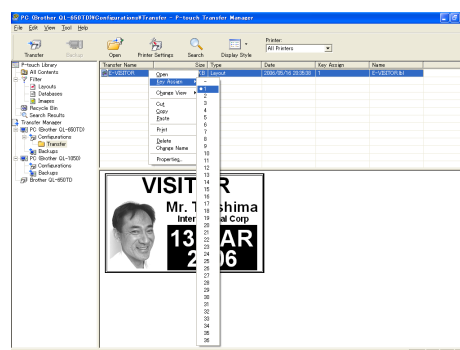 PC (Brother QL-650TD)¥Configurations¥Transfer - P-touch Transfer Manager
File Edit View Tool Help
Transfer Backup Open Printer Settings Search Display Style
Printer:
All Printers
P-touch Library
All Contents
Filter
Layouts
Databases
Images
Recycle Bin
Search Results
Transfer Manager
PC (Brother QL-650TD)
Configurations
Transfer
Backups
PC (Brother QL-1050)
Configurations
Backups
Brother QL-650TD
Transfer Name Size Type Date Key Assign Name
E-VISITOR KB Layout 2006/05/16 20:35:38 1 E-VISITOR.lbl
Open
Key Assign
Change View
Cut
Copy
Paste
Print
Delete
Change Name
Properties...
-
1
2
3
4
5
6
7
8
9
10
11
12
13
14
15
16
17
18
19
20
21
22
23
24
25
26
27
28
29
30
31
32
33
34
35
36
VISIT R
Mr. T shima
Inter al Corp
13 AR
2 06